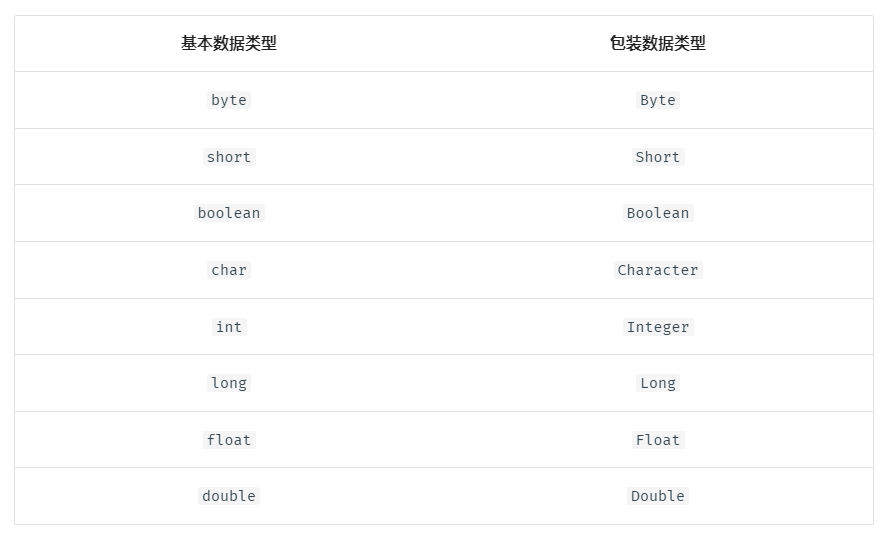 基本数据类型 包装数据类型
byte Byte
short Short
boolean Boolean
char Character
int Integer
long Long
float Float
double Double